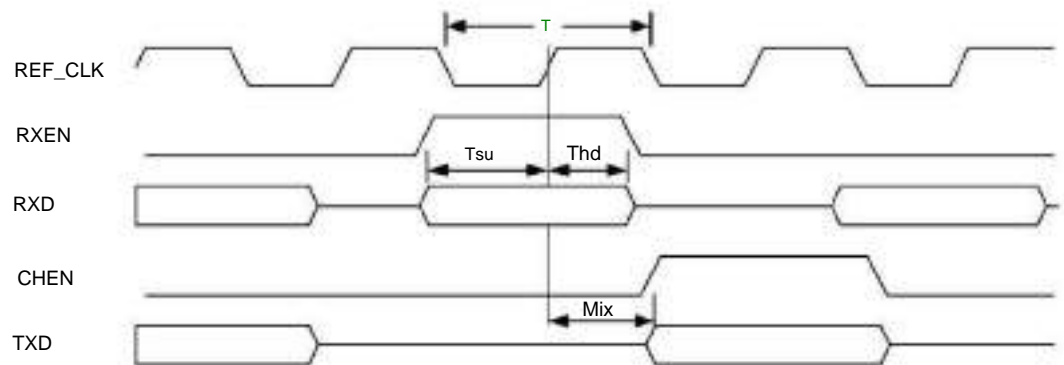 T
REF_CLK
RXEN
Tsu
Thd
RXD
CHEN
Mix
TXD